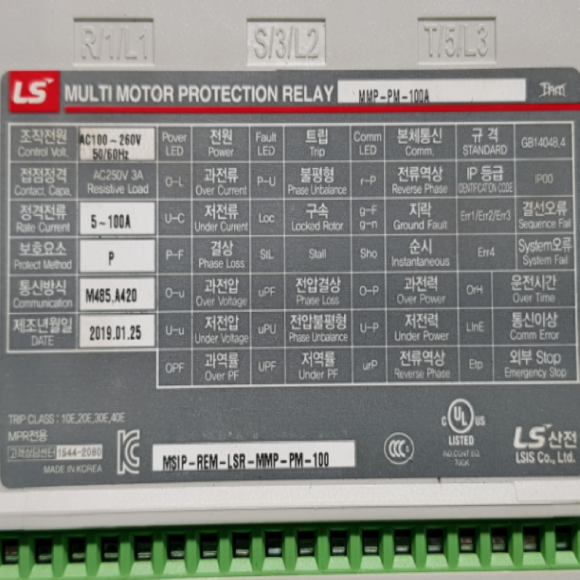 R/1/L1 S/3/L2 T/5/L3
LS MULTI MOTOR PROTECTION RELAY MMP-PM-100A
조작전원 Control Volt. AC100~260V 50/60Hz Power LED 전원 Power Fault LED 트립 Trip Comm LED 본체통신 Comm. 규 격 STANDARD GB14048.4
접점정격 Contact. Capa. AC250V 3A Resistive Load O-L 과전류 Over Current P-U 불평형 Phase Unbalance r-P 전류역상 Reverse Phase IP 등급 IDENTIFICATION CODE IP00
정격전류 Rate Current 5~100A U-C 저전류 Under Current Loc 구속 Locked Rotor g-F g-n 지락 Ground Fault Err1/Err2/Err3 결선오류 Sequence Fail
보호요소 Protect Method P P-F 결상 Phase Loss StL Stall Sho 순시 Instantaneous Err4 System오류 System Fail
통신방식 Communication M485,A420 O-u 과전압 Over Voltage uPF 전압결상 Phase Loss O-P 과전력 Over Power OrH 운전시간 Over Time
제조년월일 DATE 2019.01.25 U-u 저전압 Under Voltage uPU 전압불평형 Phase Unbalance U-P 저전력 Under Power LInE 통신이상 Comm Error
OPF 과역률 Over PF UPF 저역률 Under PF urP 전류역상 Reverse Phase Etp 외부 Stop Emergency Stop
TRIP CLASS : 10E,20E,30E,40E
MPR전용
고객상담센터 1544-2080
MADE IN KOREA
MSIP-REM-LSR-MMP-PM-100
CCC
c UL us
LISTED
IND.CONT.EQ.
LS산전
LSIS Co., Ltd.